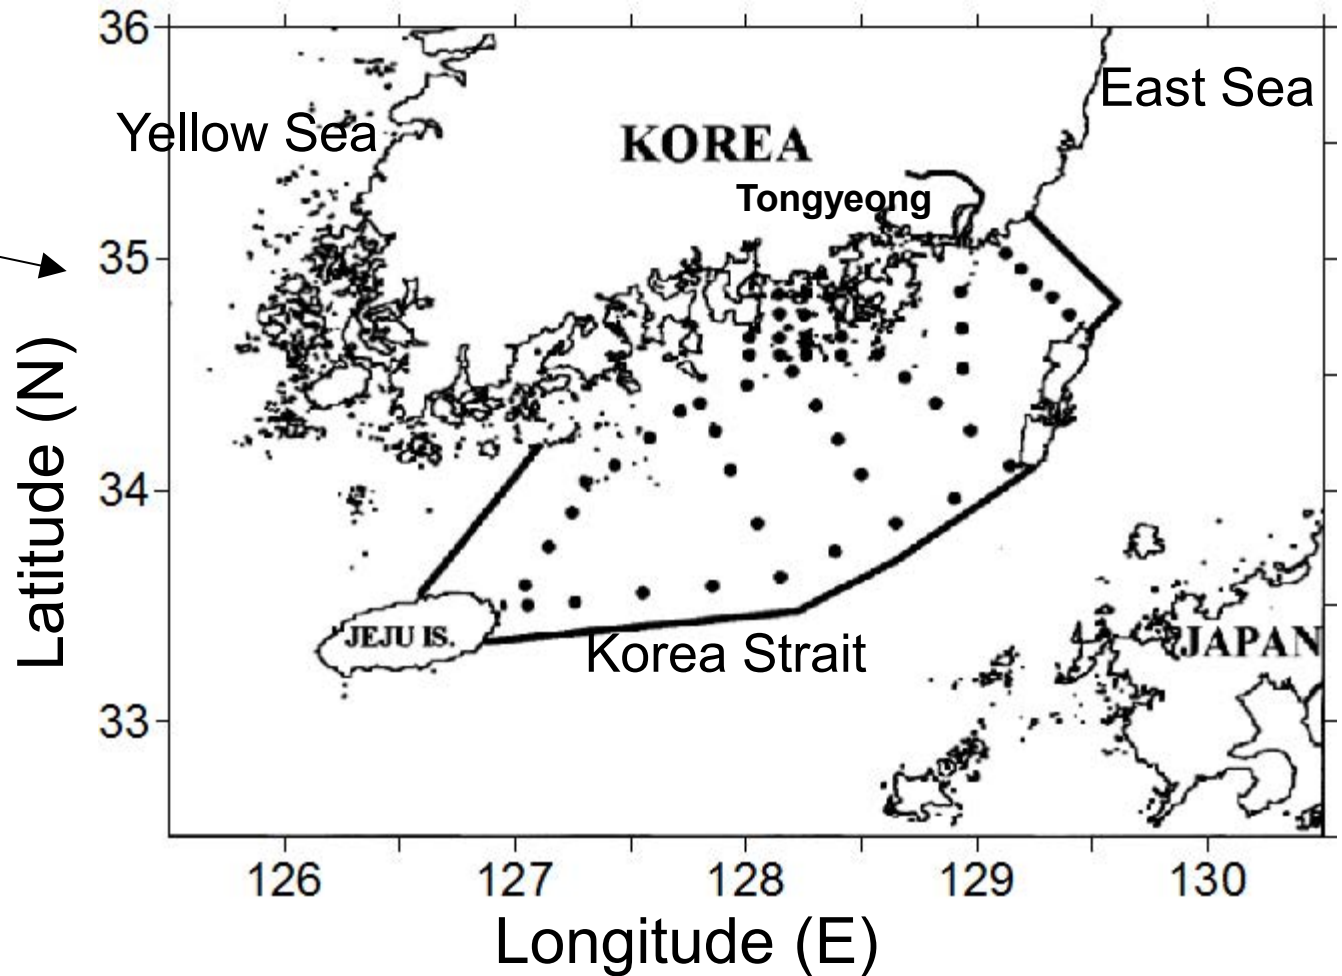 36
East Sea
Yellow Sea
KOREA
Tongyeong
35
Latitude (N)
34
JEJU IS.
Korea Strait
JAPAN
33
126
127
128
129
130
Longitude (E)